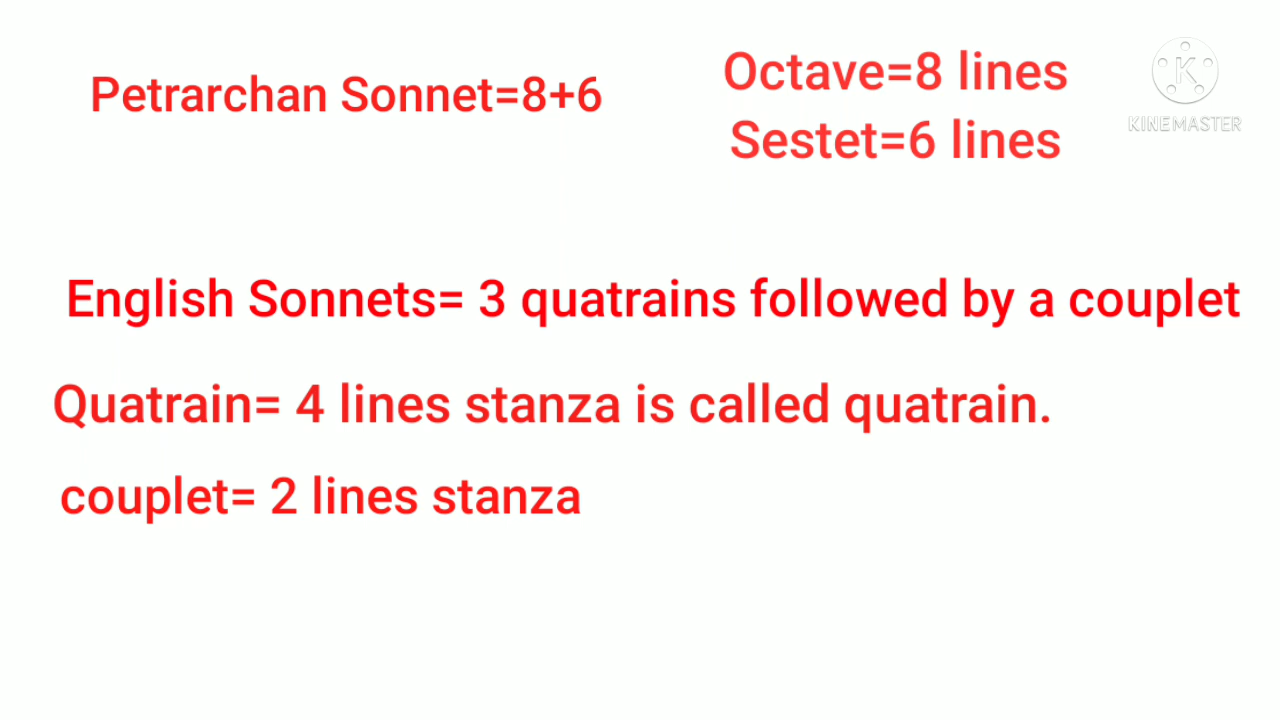 Petrarchan Sonnet=8+6
Octave=8 lines
Sestet=6 lines
KINEMASTER
English Sonnets= 3 quatrains followed by a couplet
Quatrain= 4 lines stanza is called quatrain.
couplet= 2 lines stanza